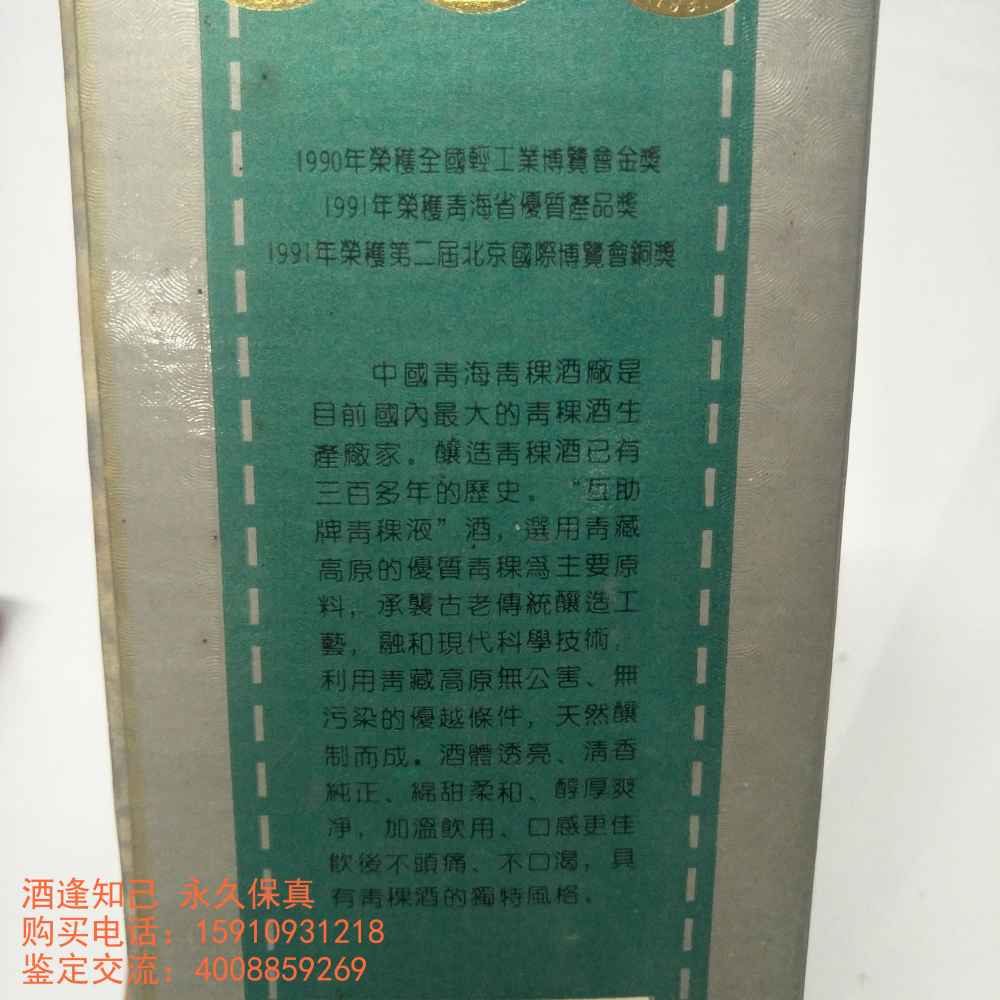 1990年榮獲全國輕工業博覽會金獎
1991年榮獲青海省優質產品獎
1991年榮獲第二屆北京國際博覽會銅獎
中國青海青稞酒廠是
目前國內最大的青稞酒生
產廠家。釀造青稞酒已有
三百多年的歷史。“互助
牌青稞液”酒，選用青藏
高原的優質青稞為主要原
料，承襲古老傳統釀造工
藝，融和現代科學技術，
利用青藏高原無公害、無
污染的優越條件，天然釀
制而成。酒體透亮、清香
純正、綿甜柔和、醇厚爽
凈，加溫飲用、口感更佳
飲後不頭痛、不口渴，具
有青稞酒的獨特風格。
酒逢知己 永久保真
购买电话：15910931218
鉴定交流：4008859269